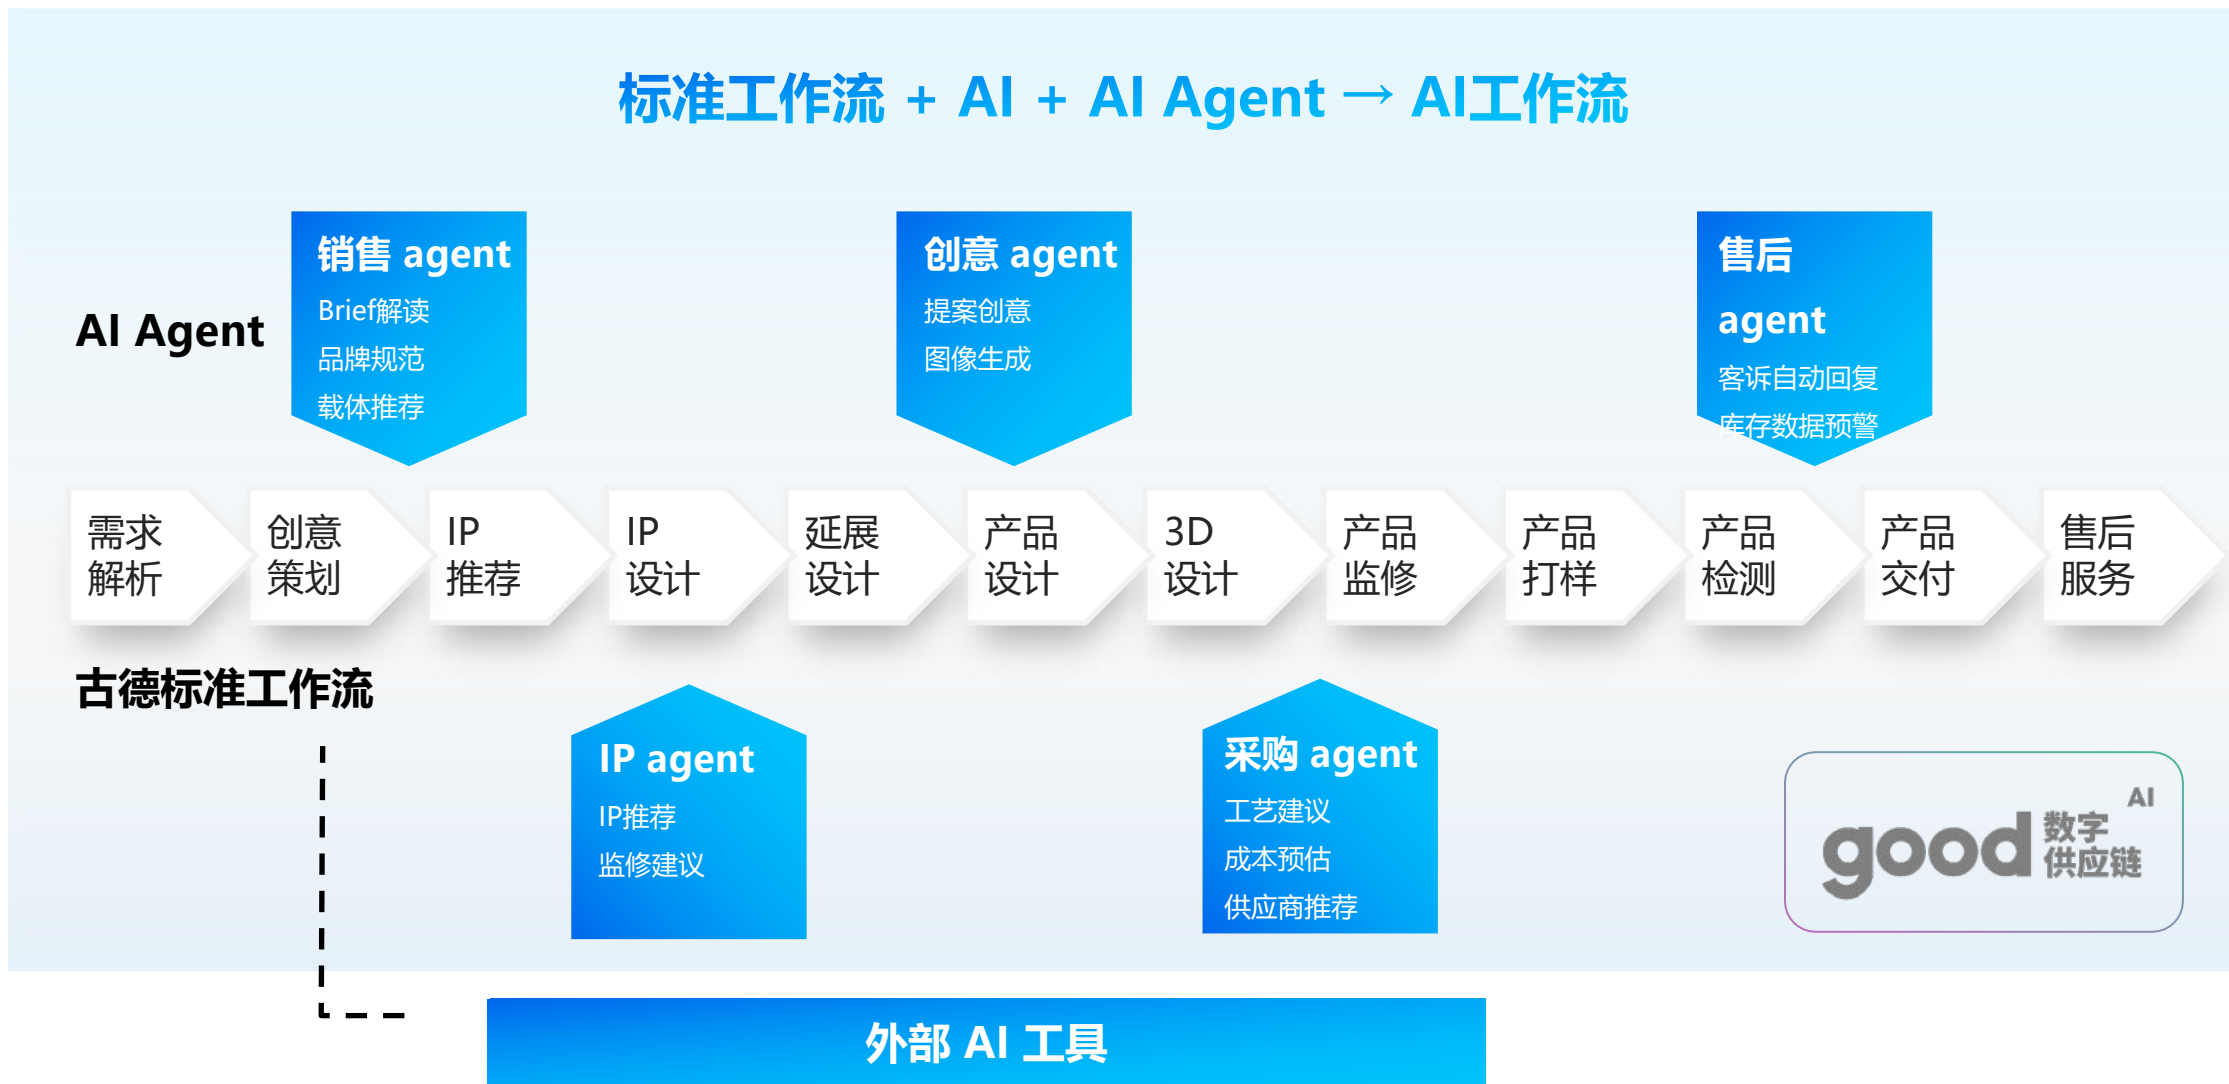 标准工作流 + AI + AI Agent → AI工作流
AI Agent
销售 agent
Brief解读
品牌规范
载体推荐
创意 agent
提案创意
图像生成
售后
agent
客诉自动回复
库存数据预警
需求
解析
创意
策划
IP
推荐
IP
设计
延展
设计
产品
设计
3D
设计
产品
监修
产品
打样
产品
检测
产品
交付
售后
服务
古德标准工作流
IP agent
IP推荐
监修建议
采购 agent
工艺建议
成本预估
供应商推荐
AI
good 数字
供应链
外部 AI 工具